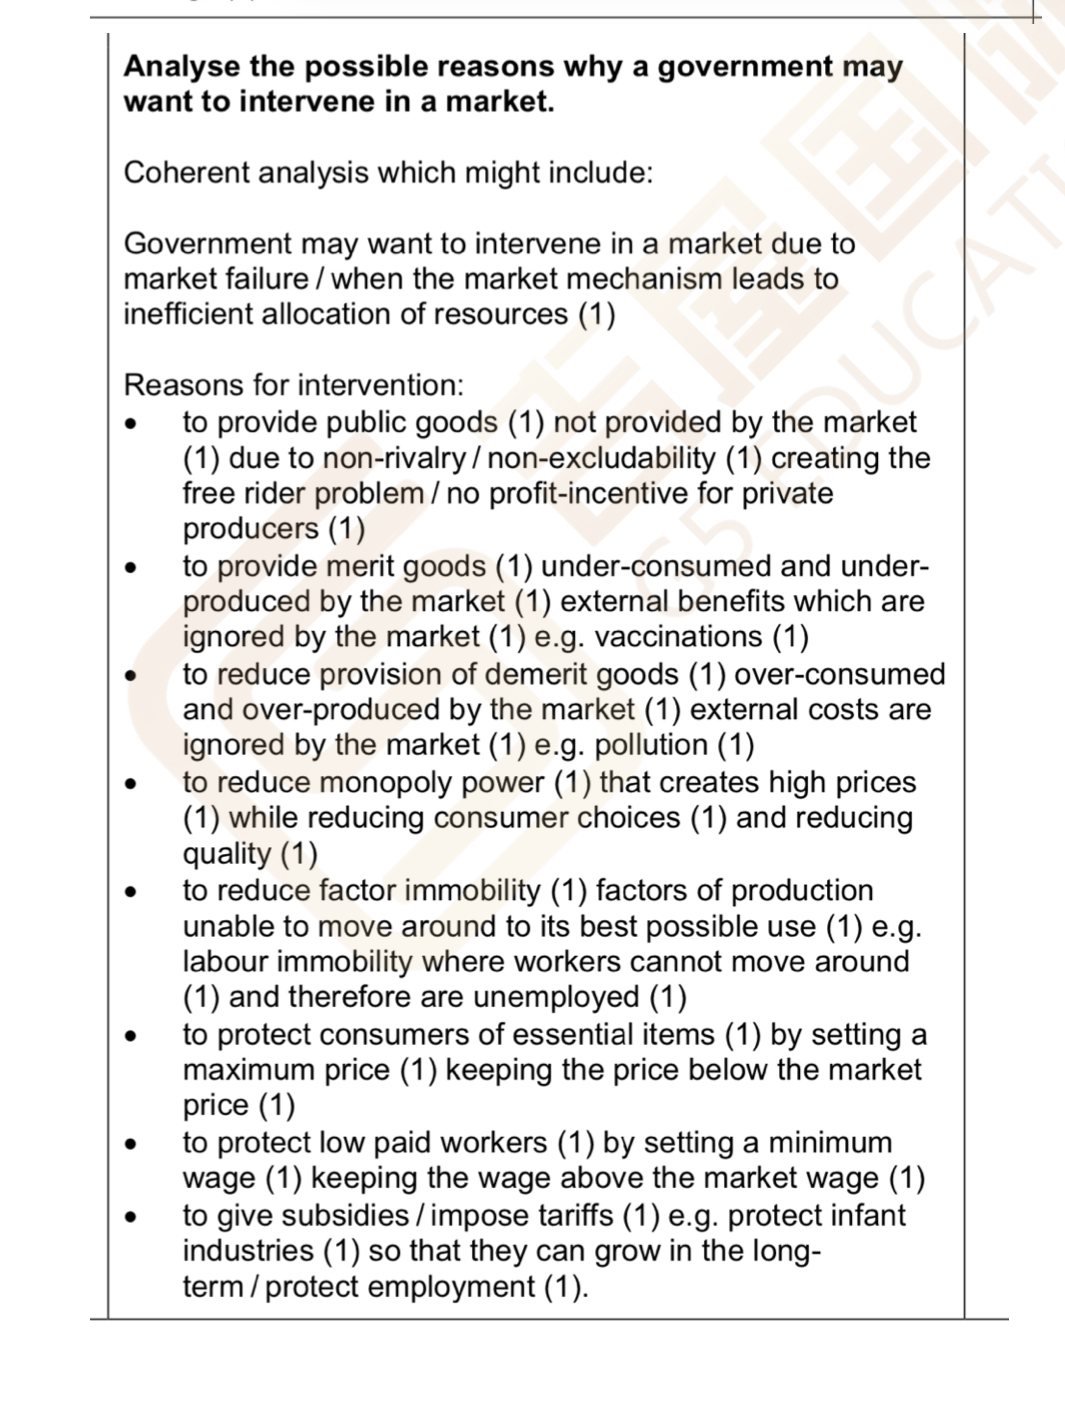 Analyse the possible reasons why a government may
want to intervene in a market.
Coherent analysis which might include:
Government may want to intervene in a market due to
market failure / when the market mechanism leads to
inefficient allocation of resources (1)
Reasons for intervention:
• to provide public goods (1) not provided by the market
(1) due to non-rivalry / non-excludability (1) creating the
free rider problem / no profit-incentive for private
producers (1)
• to provide merit goods (1) under-consumed and under-
produced by the market (1) external benefits which are
ignored by the market (1) e.g. vaccinations (1)
• to reduce provision of demerit goods (1) over-consumed
and over-produced by the market (1) external costs are
ignored by the market (1) e.g. pollution (1)
• to reduce monopoly power (1) that creates high prices
(1) while reducing consumer choices (1) and reducing
quality (1)
• to reduce factor immobility (1) factors of production
unable to move around to its best possible use (1) e.g.
labour immobility where workers cannot move around
(1) and therefore are unemployed (1)
• to protect consumers of essential items (1) by setting a
maximum price (1) keeping the price below the market
price (1)
• to protect low paid workers (1) by setting a minimum
wage (1) keeping the wage above the market wage (1)
• to give subsidies / impose tariffs (1) e.g. protect infant
industries (1) so that they can grow in the long-
term / protect employment (1).
G5 EDUCATI